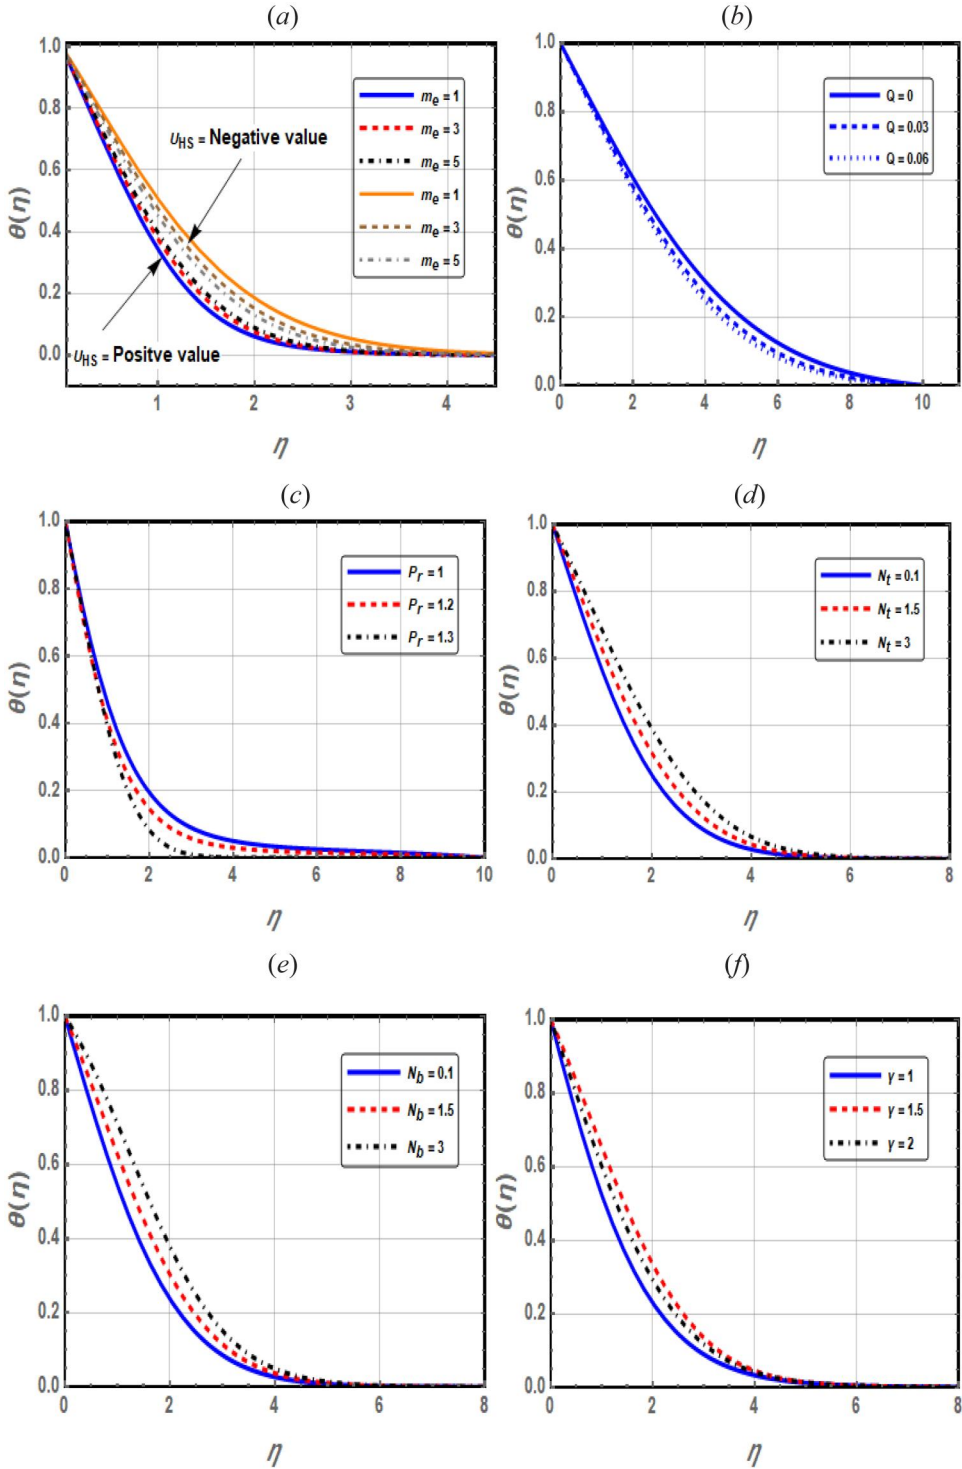 (a)
1.0
0.8
0.6
0.4
0.2
0.0
θ(η)
U_HS = Negative value
U_HS = Positve value
m_e = 1
m_e = 3
m_e = 5
m_e = 1
m_e = 3
m_e = 5
1 2 3 4
η
(b)
1.0
0.8
0.6
0.4
0.2
0.0
θ(η)
Q = 0
Q = 0.03
Q = 0.06
0 2 4 6 8 10
η
(c)
1.0
0.8
0.6
0.4
0.2
0.0
θ(η)
P_r = 1
P_r = 1.2
P_r = 1.3
0 2 4 6 8 10
η
(d)
1.0
0.8
0.6
0.4
0.2
0.0
θ(η)
N_t = 0.1
N_t = 1.5
N_t = 3
0 2 4 6 8
η
(e)
1.0
0.8
0.6
0.4
0.2
0.0
θ(η)
N_b = 0.1
N_b = 1.5
N_b = 3
0 2 4 6 8
η
(f)
1.0
0.8
0.6
0.4
0.2
0.0
θ(η)
γ = 1
γ = 1.5
γ = 2
0 2 4 6 8
η